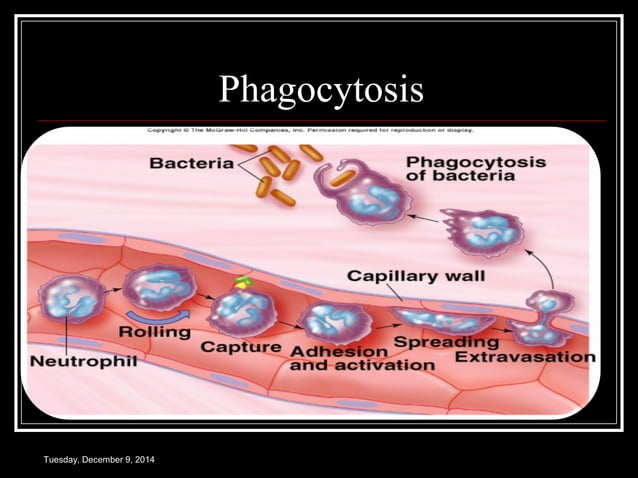 Phagocytosis
Copyright © The McGraw-Hill Companies, Inc. Permission required for reproduction or display.
Bacteria
Phagocytosis
of bacteria
Capillary wall
Rolling
Capture
Adhesion
and activation
Spreading
Extravasation
Neutrophil
Tuesday, December 9, 2014